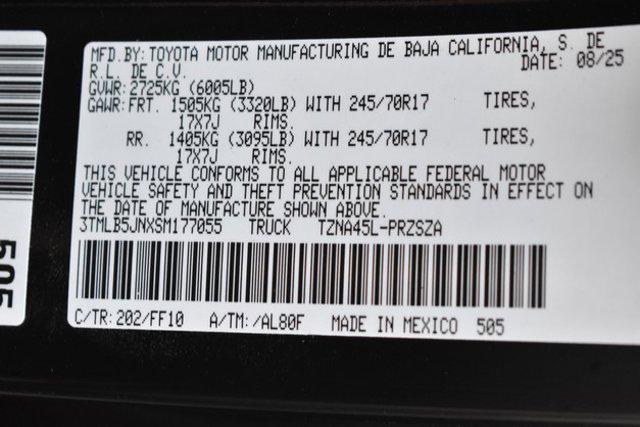 MFD.BY: TOYOTA MOTOR MANUFACTURING DE BAJA CALIFORNIA, S. DE
R.L. DE C.V. DATE: 08/25
GVWR: 2725KG (6005LB)
GAWR: FRT. 1505KG (3320LB) WITH 245/70R17 TIRES,
17X7J RIMS.
RR. 1405KG (3095LB) WITH 245/70R17 TIRES,
17X7J RIMS.
THIS VEHICLE CONFORMS TO ALL APPLICABLE FEDERAL MOTOR
VEHICLE SAFETY AND THEFT PREVENTION STANDARDS IN EFFECT ON
THE DATE OF MANUFACTURE SHOWN ABOVE.
3TMLB5JNXSM177055 TRUCK TZNA45L-PRZSZA
C/TR: 202/FF10 A/TM: /AL80F MADE IN MEXICO 505
505